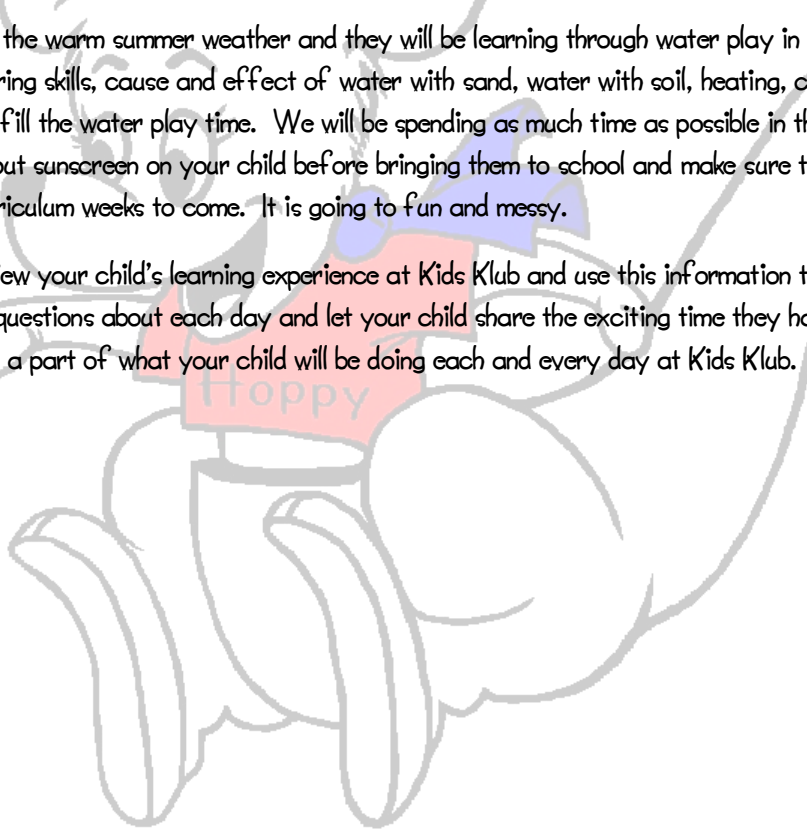 the warm summer weather and they will be learning through water play in
ring skills, cause and effect of water with sand, water with soil, heating, c
fill the water play time. We will be spending as much time as possible in th
out sunscreen on your child before bringing them to school and make sure t
riculum weeks to come. It is going to fun and messy.
iew your child's learning experience at Kids Klub and use this information t
questions about each day and let your child share the exciting time they ha
a part of what your child will be doing each and every day at Kids Klub.
Hoppy